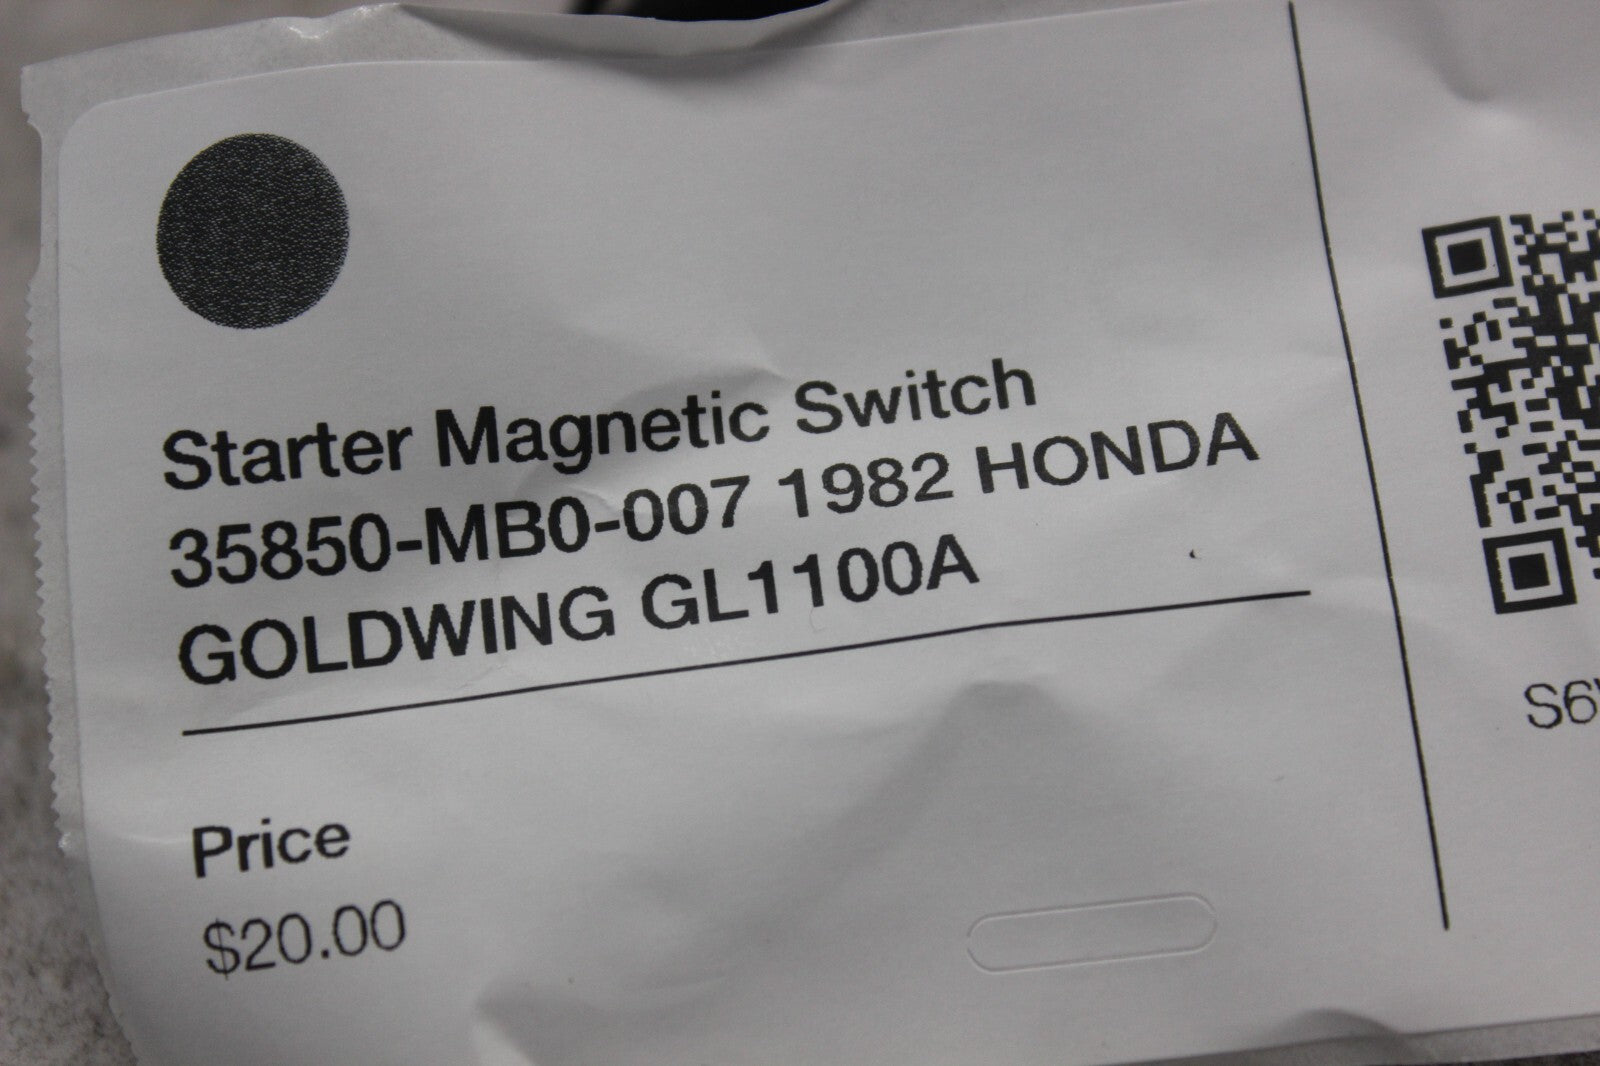 Starter Magnetic Switch
35850-MB0-007 1982 HONDA
GOLDWING GL1100A
Price
$20.00